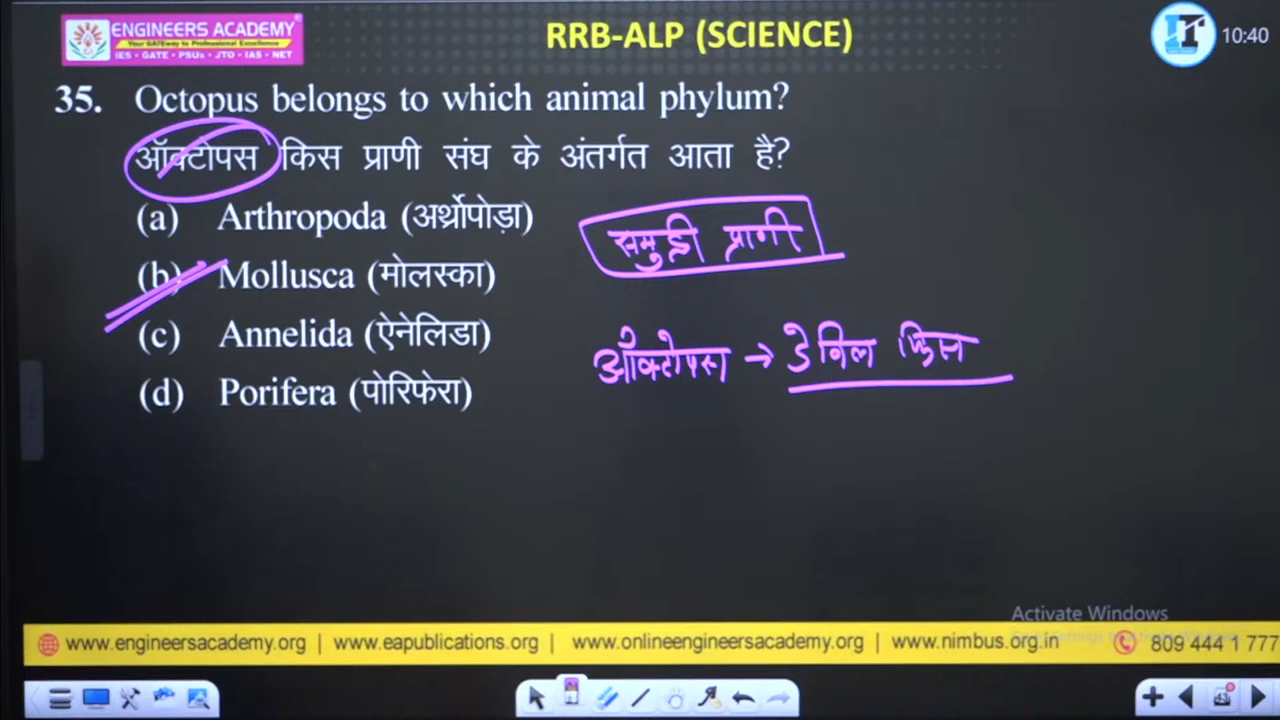 ENGINEERS ACADEMY
Your GATEway to Professional Excellence
IES • GATE • PSUs • JTO • IAS • NET
RRB-ALP (SCIENCE)
10:40
35. Octopus belongs to which animal phylum?
ऑक्टोपस किस प्राणी संघ के अंतर्गत आता है?
(a) Arthropoda (अर्थ्रोपोड़ा)
समुद्री प्राणी
(b) Mollusca (मोलस्का)
(c) Annelida (ऐनेलिडा)
ऑक्टोपस → डेविल फिस
(d) Porifera (पोरिफेरा)
Activate Windows
www.engineersacademy.org | www.eapublications.org | www.onlineengineersacademy.org | www.nimbus.org.in 809 444 1 777
43